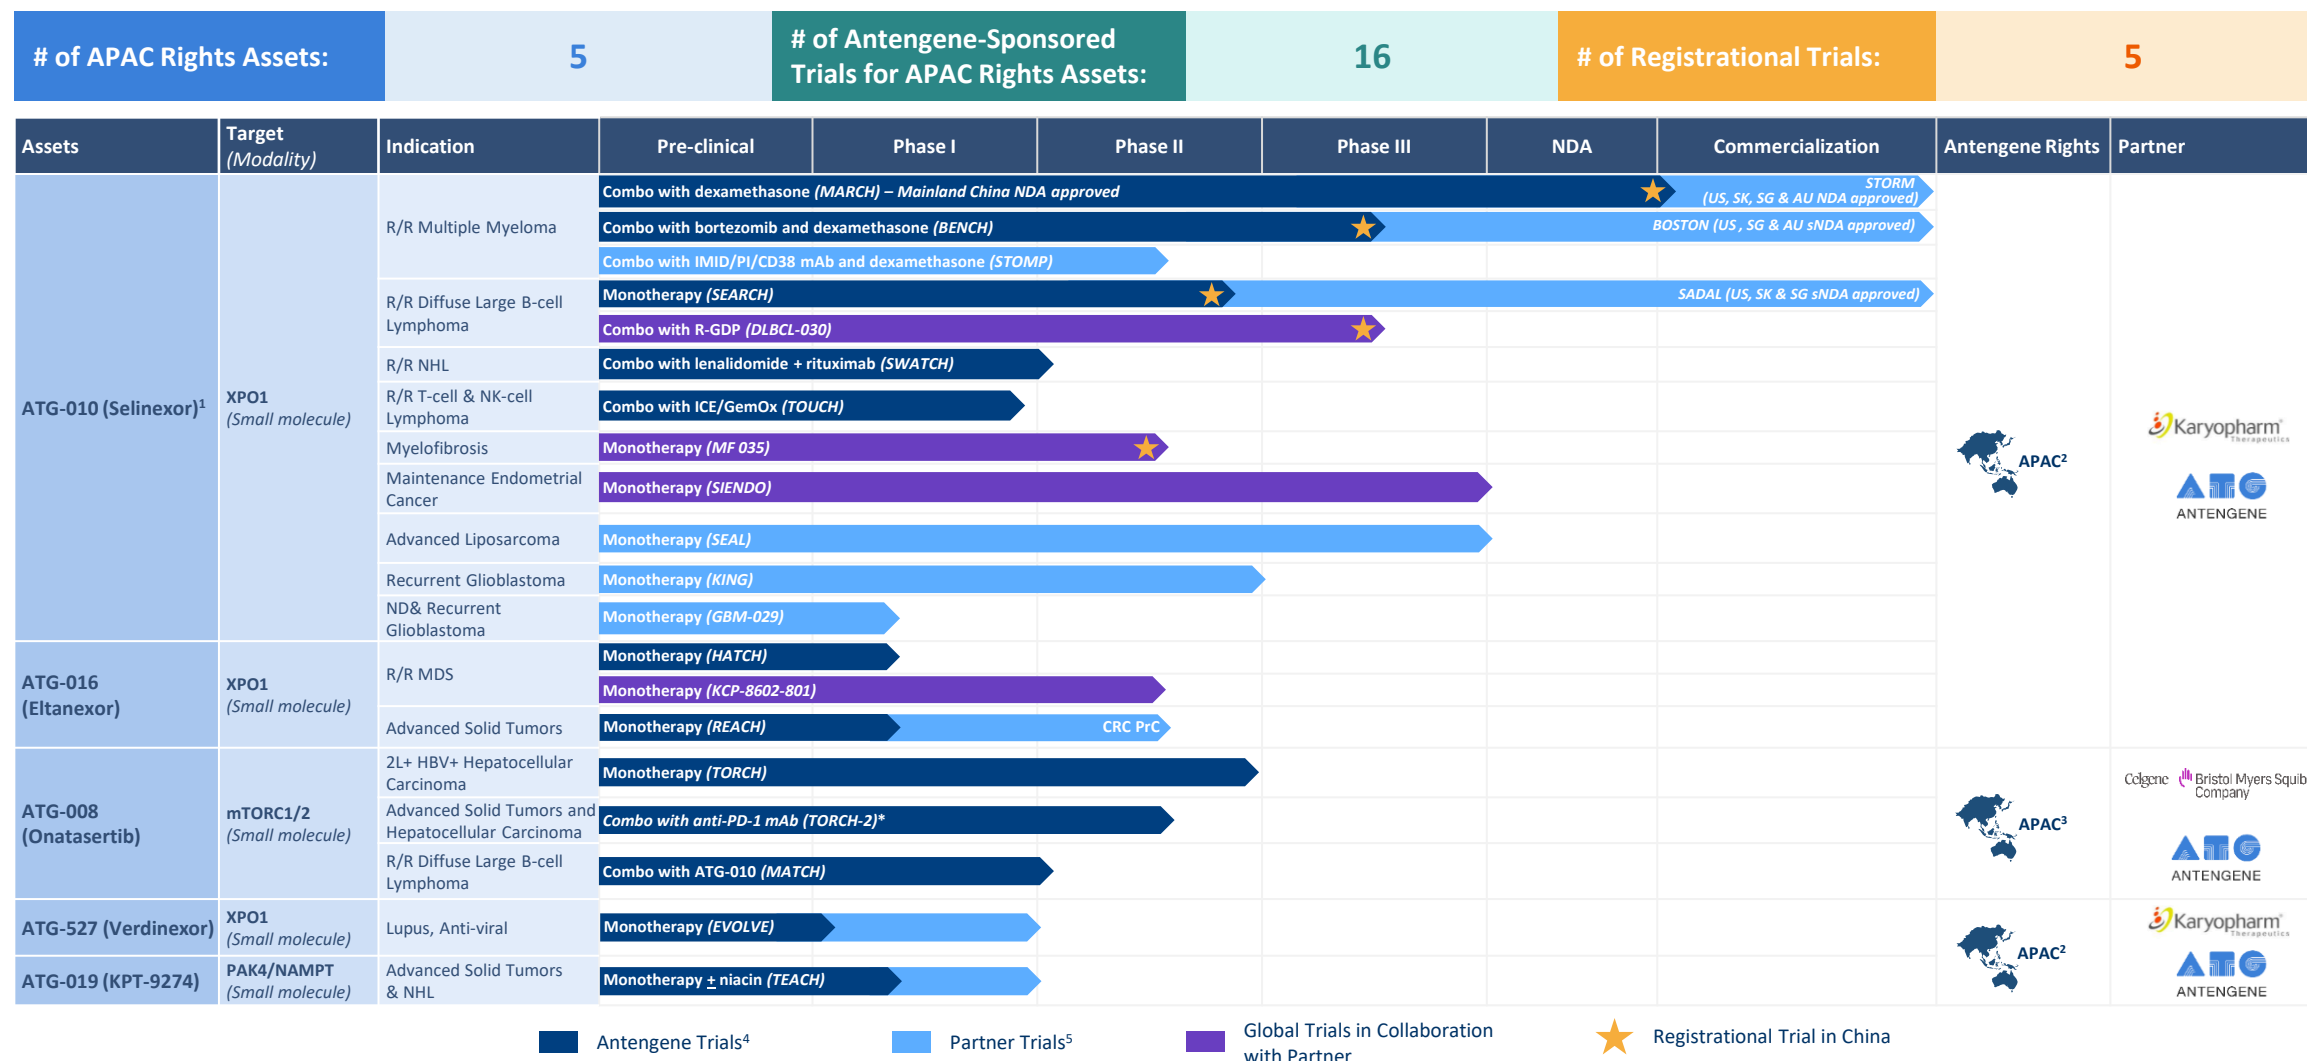 # of APAC Rights Assets:
5
# of Antengene-Sponsored
Trials for APAC Rights Assets:
16
# of Registrational Trials:
5
Assets
Target
(Modality)
Indication
Pre-clinical
Phase I
Phase II
Phase III
NDA
Commercialization
Antengene Rights
Partner
ATG-010 (Selinexor)¹
XPO1
(Small molecule)
R/R Multiple Myeloma
Combo with dexamethasone (MARCH) – Mainland China NDA approved
STORM
(US, SK, SG & AU NDA approved)
Combo with bortezomib and dexamethasone (BENCH)
BOSTON (US , SG & AU sNDA approved)
Combo with IMID/PI/CD38 mAb and dexamethasone (STOMP)
R/R Diffuse Large B-cell
Lymphoma
Monotherapy (SEARCH)
SADAL (US, SK & SG sNDA approved)
Combo with R-GDP (DLBCL-030)
R/R NHL
Combo with lenalidomide + rituximab (SWATCH)
R/R T-cell & NK-cell
Lymphoma
Combo with ICE/GemOx (TOUCH)
Myelofibrosis
Monotherapy (MF 035)
Maintenance Endometrial
Cancer
Monotherapy (SIENDO)
Advanced Liposarcoma
Monotherapy (SEAL)
Recurrent Glioblastoma
Monotherapy (KING)
ND& Recurrent
Glioblastoma
Monotherapy (GBM-029)
APAC²
Karyopharm
Therapeutics
ATG
ANTENGENE
ATG-016
(Eltanexor)
XPO1
(Small molecule)
R/R MDS
Monotherapy (HATCH)
Monotherapy (KCP-8602-801)
Advanced Solid Tumors
Monotherapy (REACH)
CRC PrC
ATG-008
(Onatasertib)
mTORC1/2
(Small molecule)
2L+ HBV+ Hepatocellular
Carcinoma
Monotherapy (TORCH)
Advanced Solid Tumors and
Hepatocellular Carcinoma
Combo with anti-PD-1 mAb (TORCH-2)*
R/R Diffuse Large B-cell
Lymphoma
Combo with ATG-010 (MATCH)
APAC³
Celgene
Bristol Myers Squib
Company
ATG
ANTENGENE
ATG-527 (Verdinexor)
XPO1
(Small molecule)
Lupus, Anti-viral
Monotherapy (EVOLVE)
ATG-019 (KPT-9274)
PAK4/NAMPT
(Small molecule)
Advanced Solid Tumors
& NHL
Monotherapy ± niacin (TEACH)
APAC²
Karyopharm
Therapeutics
ATG
ANTENGENE
Antengene Trials⁴
Partner Trials⁵
Global Trials in Collaboration
with Partner
Registrational Trial in China